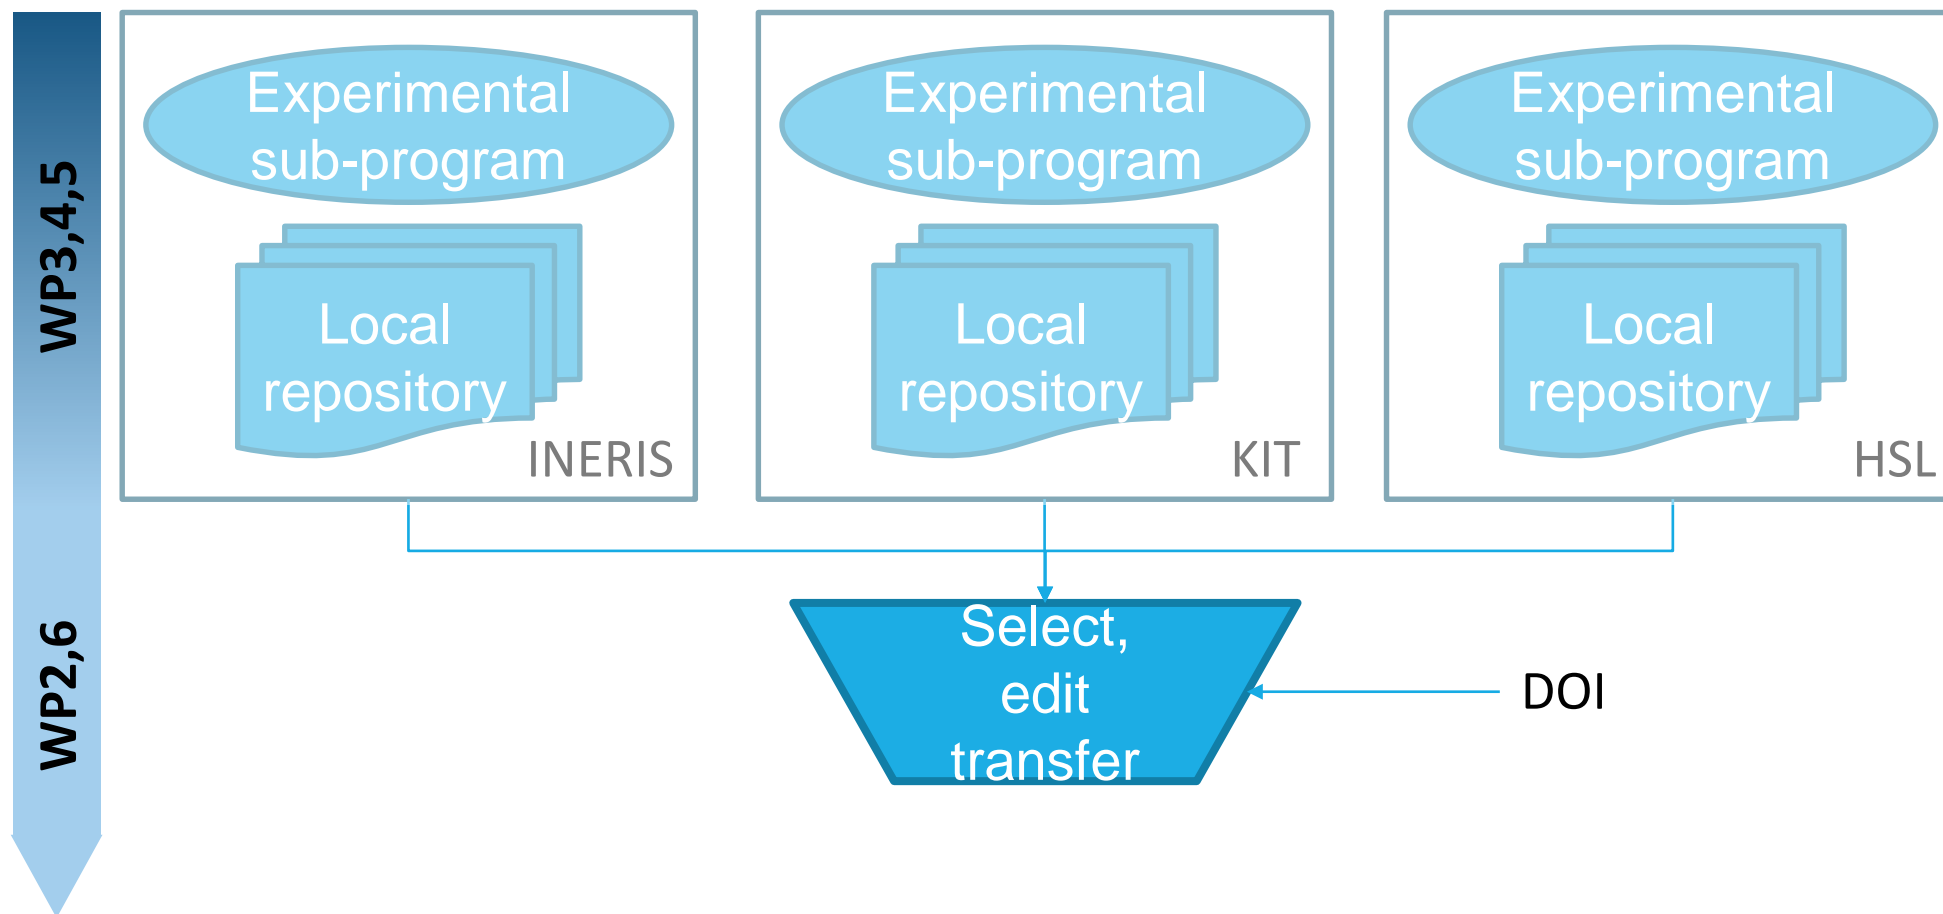 WP3,4,5
Experimental
sub-program
Local
repository
INERIS
Experimental
sub-program
Local
repository
KIT
Experimental
sub-program
Local
repository
HSL
WP2,6
Select,
edit
transfer
DOI